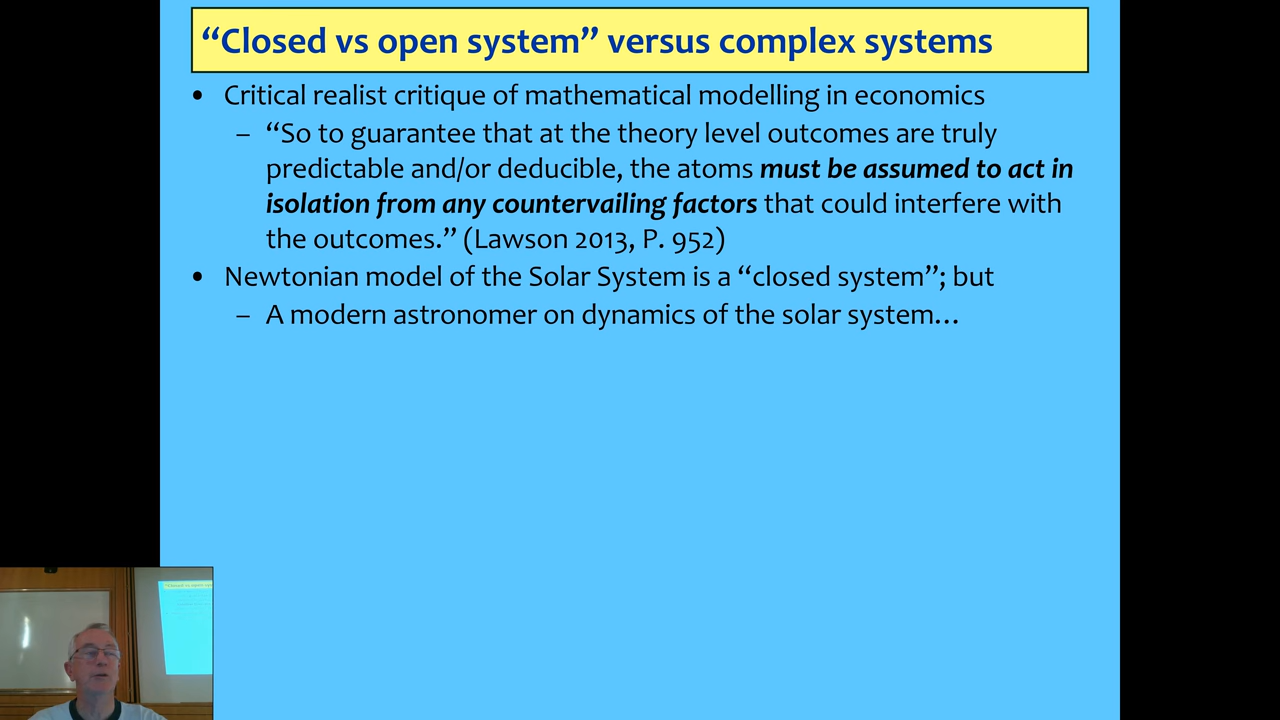 “Closed vs open system” versus complex systems
• Critical realist critique of mathematical modelling in economics
– “So to guarantee that at the theory level outcomes are truly
predictable and/or deducible, the atoms must be assumed to act in
isolation from any countervailing factors that could interfere with
the outcomes.” (Lawson 2013, P. 952)
• Newtonian model of the Solar System is a “closed system”; but
– A modern astronomer on dynamics of the solar system…